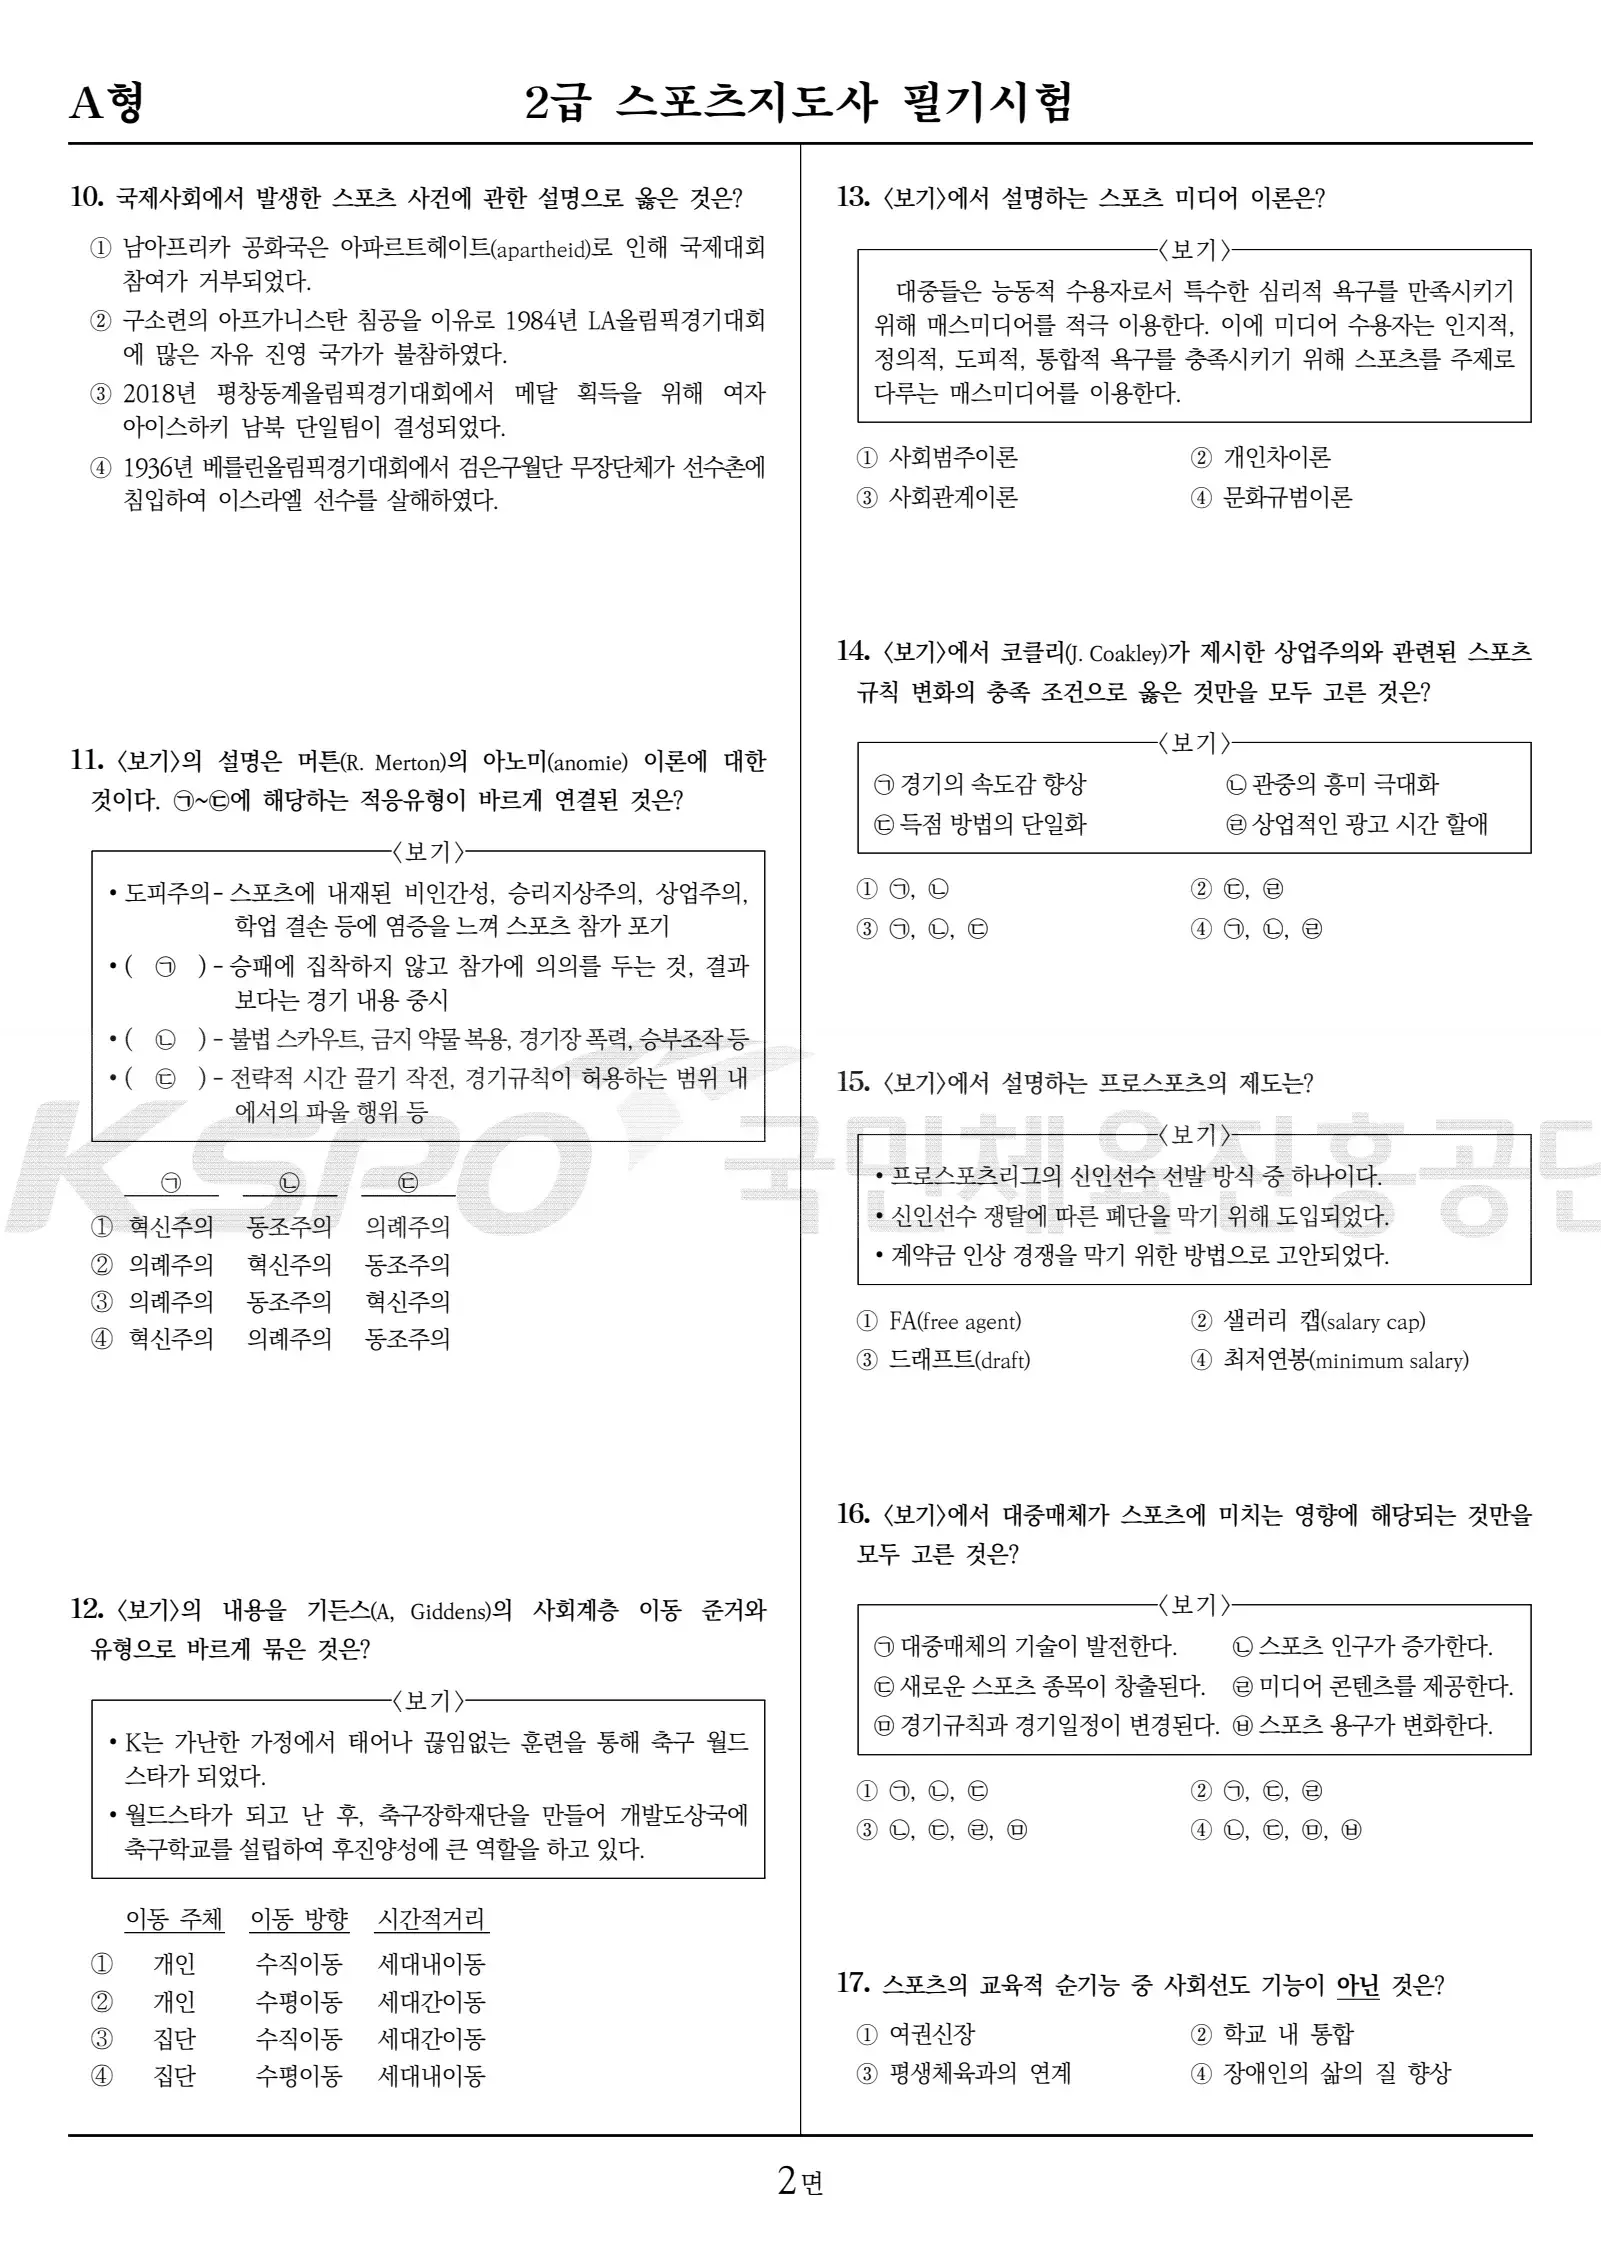 A형
2급 스포츠지도사 필기시험
10. 국제사회에서 발생한 스포츠 사건에 관한 설명으로 옳은 것은?
① 남아프리카 공화국은 아파르트헤이트(apartheid)로 인해 국제대회
참여가 거부되었다.
② 구소련의 아프가니스탄 침공을 이유로 1984년 LA올림픽경기대회
에 많은 자유 진영 국가가 불참하였다.
③ 2018년 평창동계올림픽경기대회에서 메달 획득을 위해 여자
아이스하키 남북 단일팀이 결성되었다.
④ 1936년 베를린올림픽경기대회에서 검은구월단 무장단체가 선수촌에
침입하여 이스라엘 선수를 살해하였다.
11. <보기>의 설명은 머튼(R. Merton)의 아노미(anomie) 이론에 대한
것이다. ㉠~㉢에 해당하는 적응유형이 바르게 연결된 것은?
<보기>
• 도피주의 - 스포츠에 내재된 비인간성, 승리지상주의, 상업주의,
학업 결손 등에 염증을 느껴 스포츠 참가 포기
• ( ㉠ ) - 승패에 집착하지 않고 참가에 의의를 두는 것, 결과
보다는 경기 내용 중시
• ( ㉡ ) - 불법 스카우트, 금지 약물 복용, 경기장 폭력, 승부조작 등
• ( ㉢ ) - 전략적 시간 끌기 작전, 경기규칙이 허용하는 범위 내
에서의 파울 행위 등
㉠ ㉡ ㉢
① 혁신주의 동조주의 의례주의
② 의례주의 혁신주의 동조주의
③ 의례주의 동조주의 혁신주의
④ 혁신주의 의례주의 동조주의
12. <보기>의 내용을 기든스(A, Giddens)의 사회계층 이동 준거와
유형으로 바르게 묶은 것은?
<보기>
• K는 가난한 가정에서 태어나 끊임없는 훈련을 통해 축구 월드
스타가 되었다.
• 월드스타가 되고 난 후, 축구장학재단을 만들어 개발도상국에
축구학교를 설립하여 후진양성에 큰 역할을 하고 있다.
이동 주체 이동 방향 시간적거리
① 개인 수직이동 세대내이동
② 개인 수평이동 세대간이동
③ 집단 수직이동 세대간이동
④ 집단 수평이동 세대내이동
13. <보기>에서 설명하는 스포츠 미디어 이론은?
<보기>
대중들은 능동적 수용자로서 특수한 심리적 욕구를 만족시키기
위해 매스미디어를 적극 이용한다. 이에 미디어 수용자는 인지적,
정의적, 도피적, 통합적 욕구를 충족시키기 위해 스포츠를 주제로
다루는 매스미디어를 이용한다.
① 사회범주이론 ② 개인차이론
③ 사회관계이론 ④ 문화규범이론
14. <보기>에서 코클리(J. Coakley)가 제시한 상업주의와 관련된 스포츠
규칙 변화의 충족 조건으로 옳은 것만을 모두 고른 것은?
<보기>
㉠ 경기의 속도감 향상 ㉡ 관중의 흥미 극대화
㉢ 득점 방법의 단일화 ㉣ 상업적인 광고 시간 할애
① ㉠, ㉡ ② ㉢, ㉣
③ ㉠, ㉡, ㉢ ④ ㉠, ㉡, ㉣
15. <보기>에서 설명하는 프로스포츠의 제도는?
<보기>
• 프로스포츠리그의 신인선수 선발 방식 중 하나이다.
• 신인선수 쟁탈에 따른 폐단을 막기 위해 도입되었다.
• 계약금 인상 경쟁을 막기 위한 방법으로 고안되었다.
① FA(free agent) ② 샐러리 캡(salary cap)
③ 드래프트(draft) ④ 최저연봉(minimum salary)
16. <보기>에서 대중매체가 스포츠에 미치는 영향에 해당되는 것만을
모두 고른 것은?
<보기>
㉠ 대중매체의 기술이 발전한다. ㉡ 스포츠 인구가 증가한다.
㉢ 새로운 스포츠 종목이 창출된다. ㉣ 미디어 콘텐츠를 제공한다.
㉤ 경기규칙과 경기일정이 변경된다. ㉥ 스포츠 용구가 변화한다.
① ㉠, ㉡, ㉢ ② ㉠, ㉢, ㉣
③ ㉡, ㉢, ㉣, ㉤ ④ ㉡, ㉢, ㉤, ㉥
17. 스포츠의 교육적 순기능 중 사회선도 기능이 아닌 것은?
① 여권신장 ② 학교 내 통합
③ 평생체육과의 연계 ④ 장애인의 삶의 질 향상
KSPO 국민체육진흥공단
2면